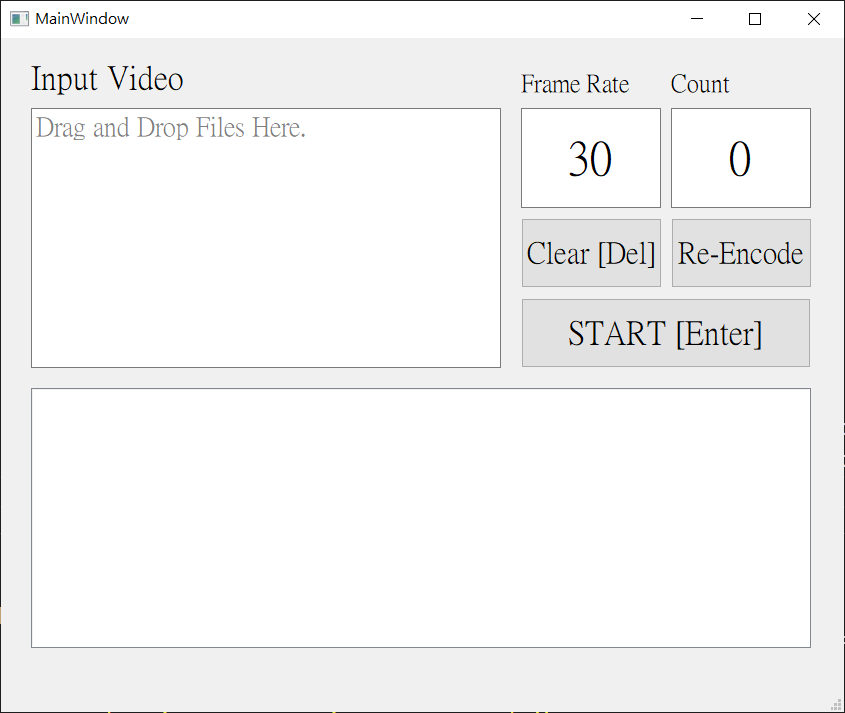 MainWindow
Input Video
Frame Rate
Count
Drag and Drop Files Here.
30
0
Clear [Del]
Re-Encode
START [Enter]